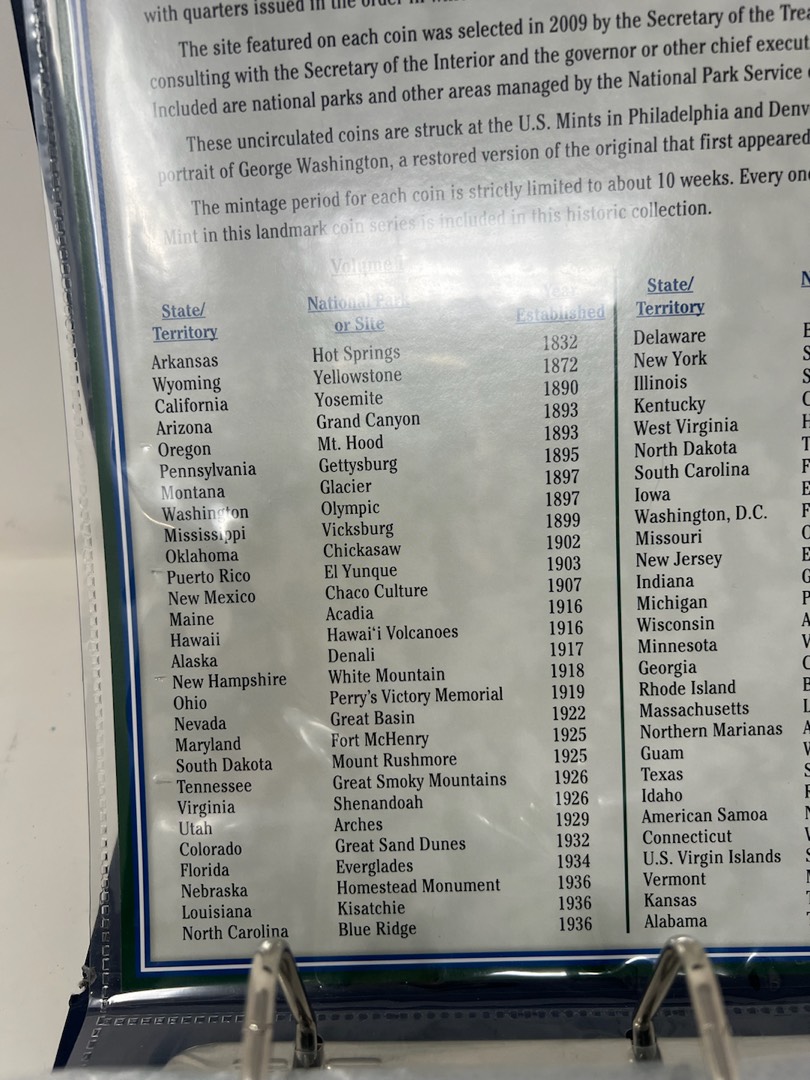 with quarters issued in the order in
The site featured on each coin was selected in 2009 by the Secretary of the Trea
consulting with the Secretary of the Interior and the governor or other chief execut
Included are national parks and other areas managed by the National Park Service
These uncirculated coins are struck at the U.S. Mints in Philadelphia and Denv
portrait of George Washington, a restored version of the original that first appeared
The mintage period for each coin is strictly limited to about 10 weeks. Every one
Mint in this landmark coin series is included in this historic collection.
Volume
State/ Territory National Park or Site Year Established
Arkansas Hot Springs 1832
Wyoming Yellowstone 1872
California Yosemite 1890
Arizona Grand Canyon 1893
Oregon Mt. Hood 1893
Pennsylvania Gettysburg 1895
Montana Glacier 1897
Washington Olympic 1897
Mississippi Vicksburg 1899
Oklahoma Chickasaw 1902
Puerto Rico El Yunque 1903
New Mexico Chaco Culture 1907
Maine Acadia 1916
Hawaii Hawai‘i Volcanoes 1916
Alaska Denali 1917
New Hampshire White Mountain 1918
Ohio Perry's Victory Memorial 1919
Nevada Great Basin 1922
Maryland Fort McHenry 1925
South Dakota Mount Rushmore 1925
Tennessee Great Smoky Mountains 1926
Virginia Shenandoah 1926
Utah Arches 1929
Colorado Great Sand Dunes 1932
Florida Everglades 1934
Nebraska Homestead Monument 1936
Louisiana Kisatchie 1936
North Carolina Blue Ridge 1936
State/ Territory
Delaware
New York
Illinois
Kentucky
West Virginia
North Dakota
South Carolina
Iowa
Washington, D.C.
Missouri
New Jersey
Indiana
Michigan
Wisconsin
Minnesota
Georgia
Rhode Island
Massachusetts
Northern Marianas
Guam
Texas
Idaho
American Samoa
Connecticut
U.S. Virgin Islands
Vermont
Kansas
Alabama